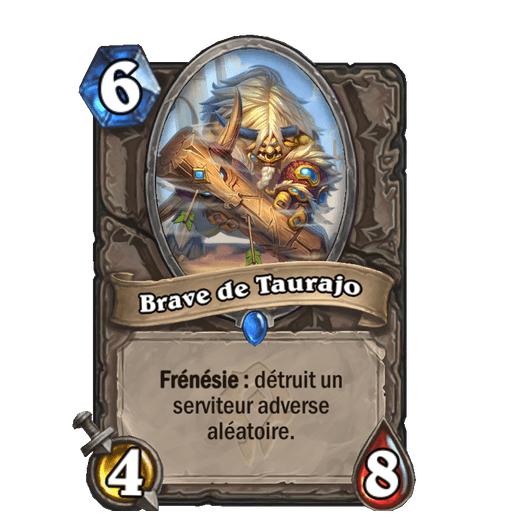 6
Brave de Taurajo
Frénésie : détruit un
serviteur adverse
aléatoire.
4
8